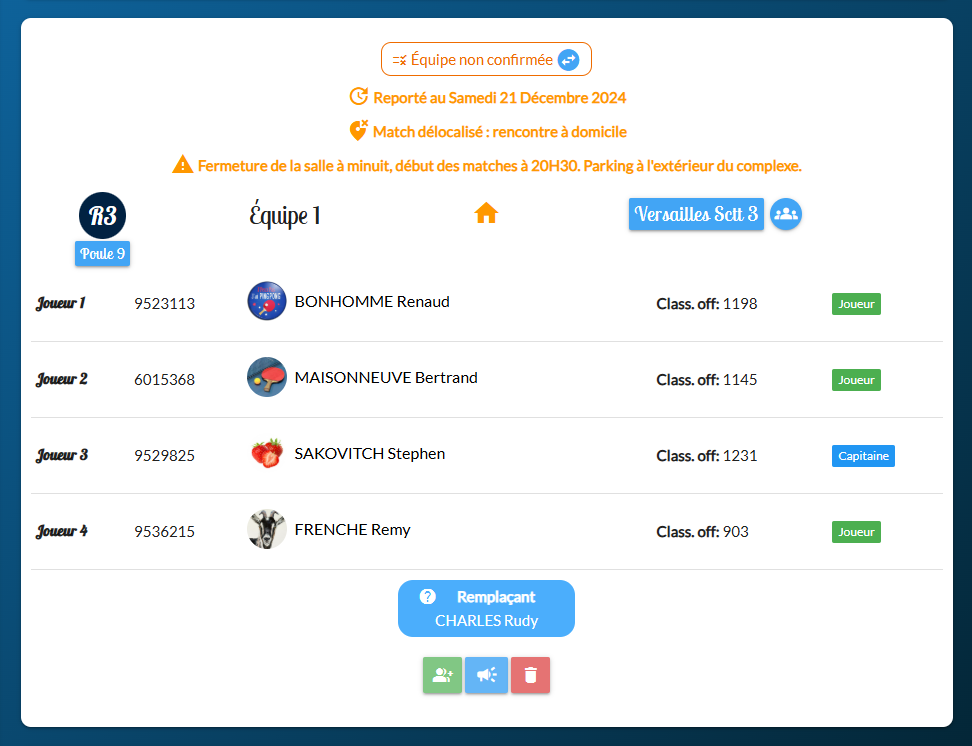 Équipe non confirmée
Reporté au Samedi 21 Décembre 2024
Match délocalisé : rencontre à domicile
Fermeture de la salle à minuit, début des matches à 20H30. Parking à l'extérieur du complexe.
R3 Équipe 1 Versailles Sctt 3
Poule 9
Joueur 1 9523113 BONHOMME Renaud Class. off: 1198 Joueur
Joueur 2 6015368 MAISONNEUVE Bertrand Class. off: 1145 Joueur
Joueur 3 9529825 SAKOVITCH Stephen Class. off: 1231 Capitaine
Joueur 4 9536215 FRENCHE Remy Class. off: 903 Joueur
Remplaçant
CHARLES Rudy